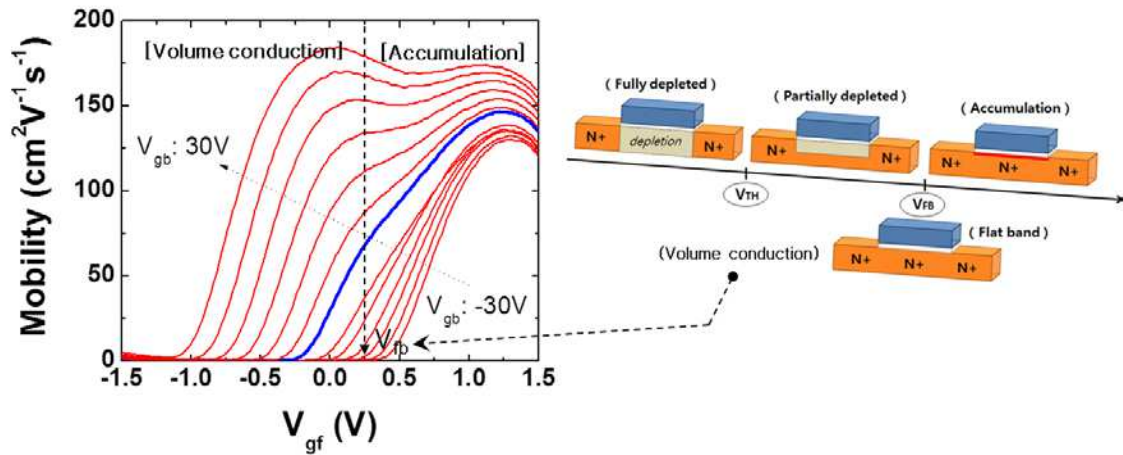 200
150
100
50
0
Mobility (cm²V⁻¹s⁻¹)
[Volume conduction]
[Accumulation]
V_gb: 30V
V_gb: -30V
V_fb
-1.5 -1.0 -0.5 0.0 0.5 1.0 1.5
V_gf (V)
( Fully depleted )
( Partially depleted )
( Accumulation )
N+ depletion N+
N+ N+
N+ N+ N+
V_TH
V_FB
( Flat band )
N+ N+ N+
(Volume conduction)